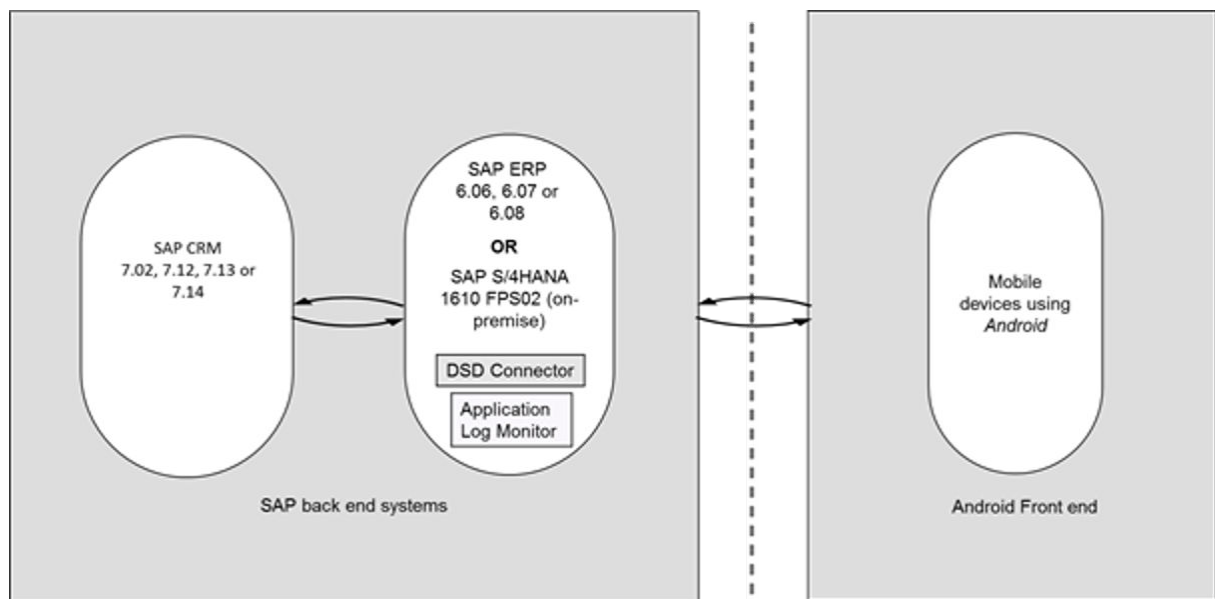 SAP CRM
7.02, 7.12, 7.13 or
7.14
SAP ERP
6.06, 6.07 or
6.08
OR
SAP S/4HANA
1610 FPS02 (on-
premise)
DSD Connector
Application
Log Monitor
SAP back end systems
Mobile
devices using
Android
Android Front end